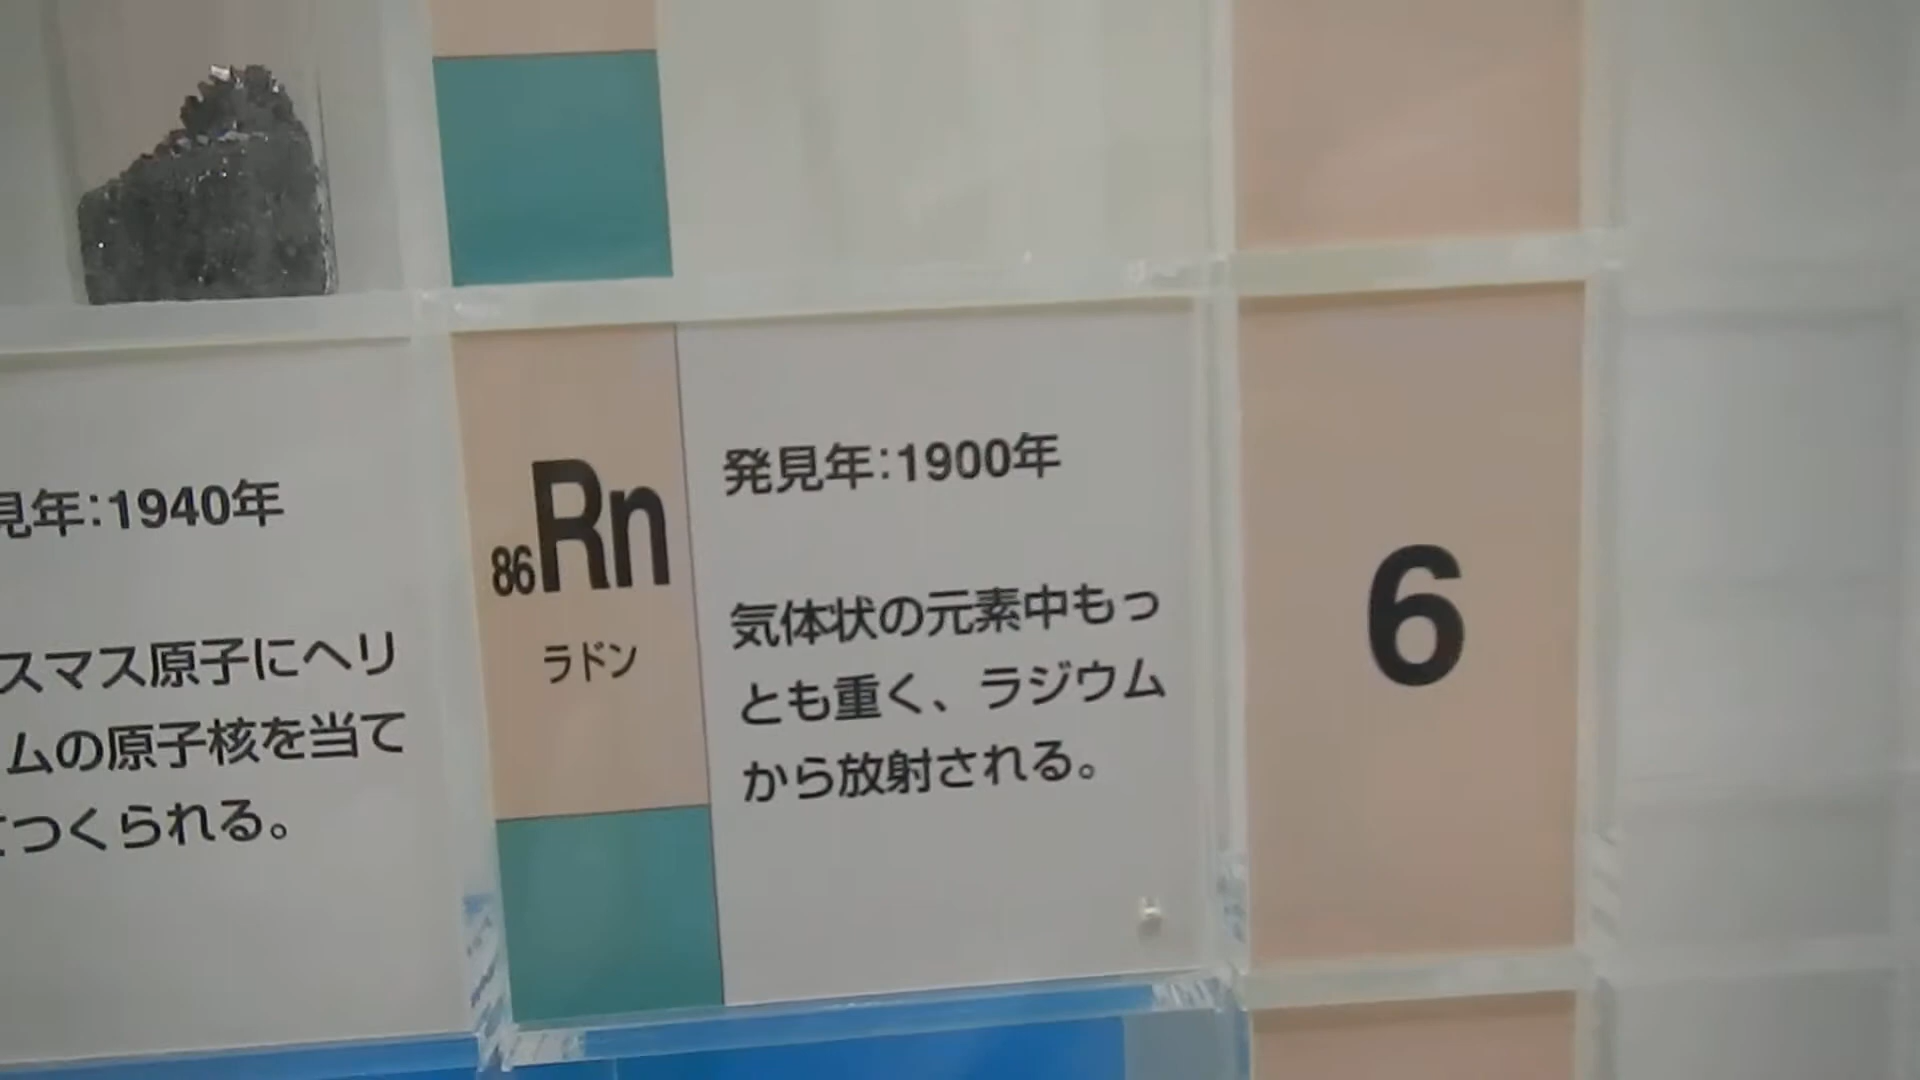 見年:1940年
スマス原子にヘリ
ムの原子核を当て
てつくられる。
86Rn
ラドン
発見年:1900年
気体状の元素中もっ
とも重く、ラジウム
から放射される。
6